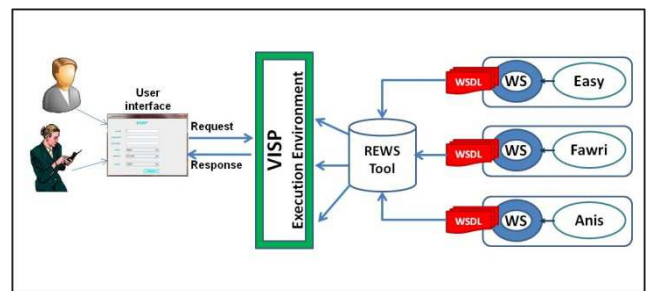 User
interface
Request
Response
VISP
Execution Environment
REWS
Tool
WSDL
WS
Easy
WSDL
WS
Fawri
WSDL
WS
Anis